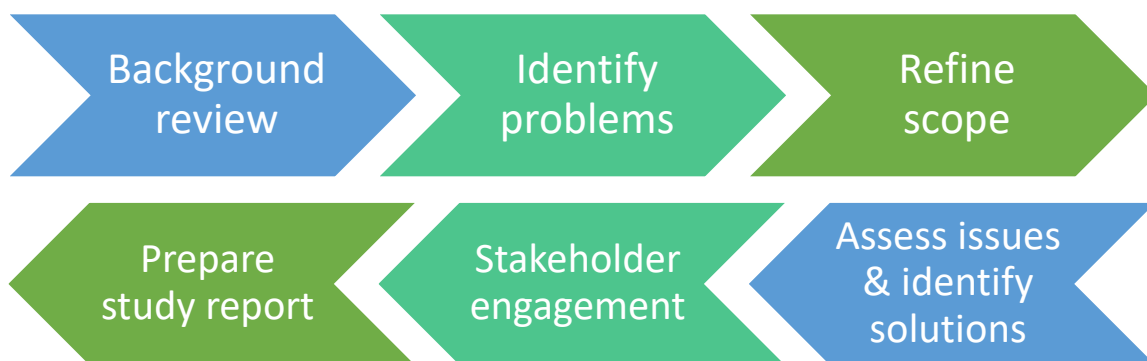 Background
review
Identify
problems
Refine
scope
Assess issues
& identify
solutions
Stakeholder
engagement
Prepare
study report